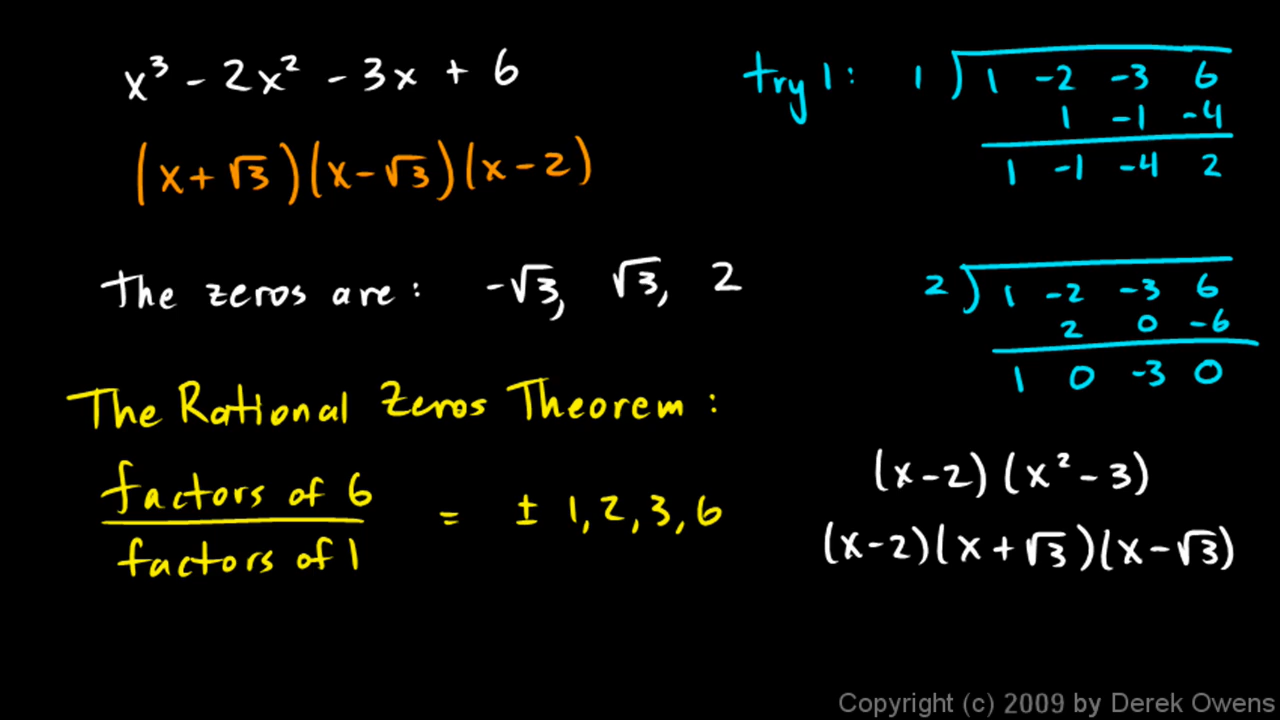 x³ - 2x² - 3x + 6
(x + √3)(x - √3)(x - 2)
The zeros are: -√3, √3, 2
The Rational Zeros Theorem:
factors of 6
factors of 1
= ± 1, 2, 3, 6
try 1: 1 ) 1 -2 -3 6
1 -1 -4
1 -1 -4 2
2 ) 1 -2 -3 6
2 0 -6
1 0 -3 0
(x - 2)(x² - 3)
(x - 2)(x + √3)(x - √3)
Copyright (c) 2009 by Derek Owens